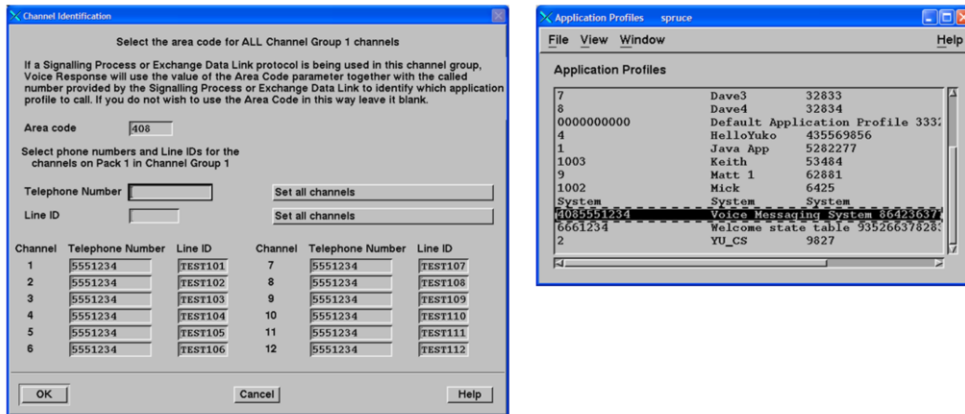 Channel Identification
Select the area code for ALL Channel Group 1 channels
If a Signalling Process or Exchange Data Link protocol is being used in this channel group,
Voice Response will use the value of the Area Code parameter together with the called
number provided by the Signalling Process or Exchange Data Link to identify which application
profile to call. If you do not wish to use the Area Code in this way leave it blank.
Area code 408
Select phone numbers and Line IDs for the
channels on Pack 1 in Channel Group 1
Telephone Number Set all channels
Line ID Set all channels
Channel Telephone Number Line ID Channel Telephone Number Line ID
1 5551234 TEST101 7 5551234 TEST107
2 5551234 TEST102 8 5551234 TEST108
3 5551234 TEST103 9 5551234 TEST109
4 5551234 TEST104 10 5551234 TEST110
5 5551234 TEST105 11 5551234 TEST111
6 5551234 TEST106 12 5551234 TEST112
OK Cancel Help
Application Profiles spruce
File View Window Help
Application Profiles
7 Dave3 32833
8 Dave4 32834
0000000000 Default Application Profile
4 HelloYuko 435569856
1 Java App 5282277
1003 Keith 53484
9 Matt 1 62881
1002 Mick 6425
System System System
4085551234 Voice Messaging System 86423637
6661234 Welcome state table
2 YU_CS 9827